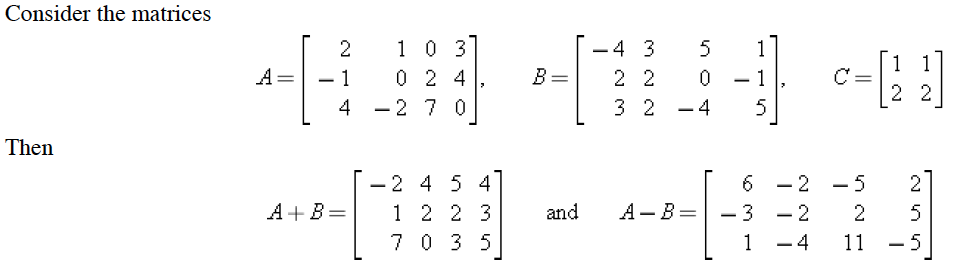 Consider the matrices
A = [ 2 1 0 3 ; −1 0 2 4 ; 4 −2 7 0 ], B = [ −4 3 5 1 ; 2 2 0 −1 ; 3 2 −4 5 ], C = [ 1 1 ; 2 2 ]
Then
A + B = [ −2 4 5 4 ; 1 2 2 3 ; 7 0 3 5 ] and A − B = [ 6 −2 −5 2 ; −3 −2 2 5 ; 1 −4 11 −5 ]